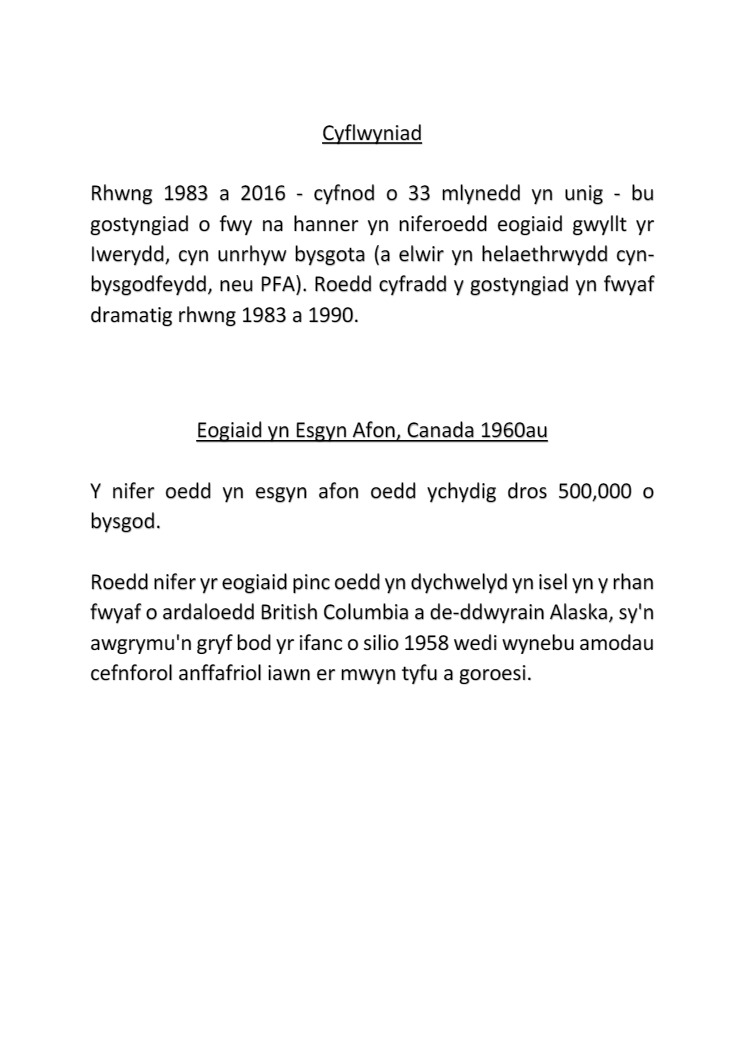 Cyflwyniad
Rhwng 1983 a 2016 - cyfnod o 33 mlynedd yn unig - bu
gostyngiad o fwy na hanner yn niferoedd eogiaid gwyllt yr
Iwerydd, cyn unrhyw bysgota (a elwir yn helaethrwydd cyn-
bysgodfeydd, neu PFA). Roedd cyfradd y gostyngiad yn fwyaf
dramatig rhwng 1983 a 1990.
Eogiaid yn Esgyn Afon, Canada 1960au
Y nifer oedd yn esgyn afon oedd ychydig dros 500,000 o
bysgod.
Roedd nifer yr eogiaid pinc oedd yn dychwelyd yn isel yn y rhan
fwyaf o ardaloedd British Columbia a de-ddwyrain Alaska, sy'n
awgrymu'n gryf bod yr ifanc o silio 1958 wedi wynebu amodau
cefnforol anffafriol iawn er mwyn tyfu a goroesi.